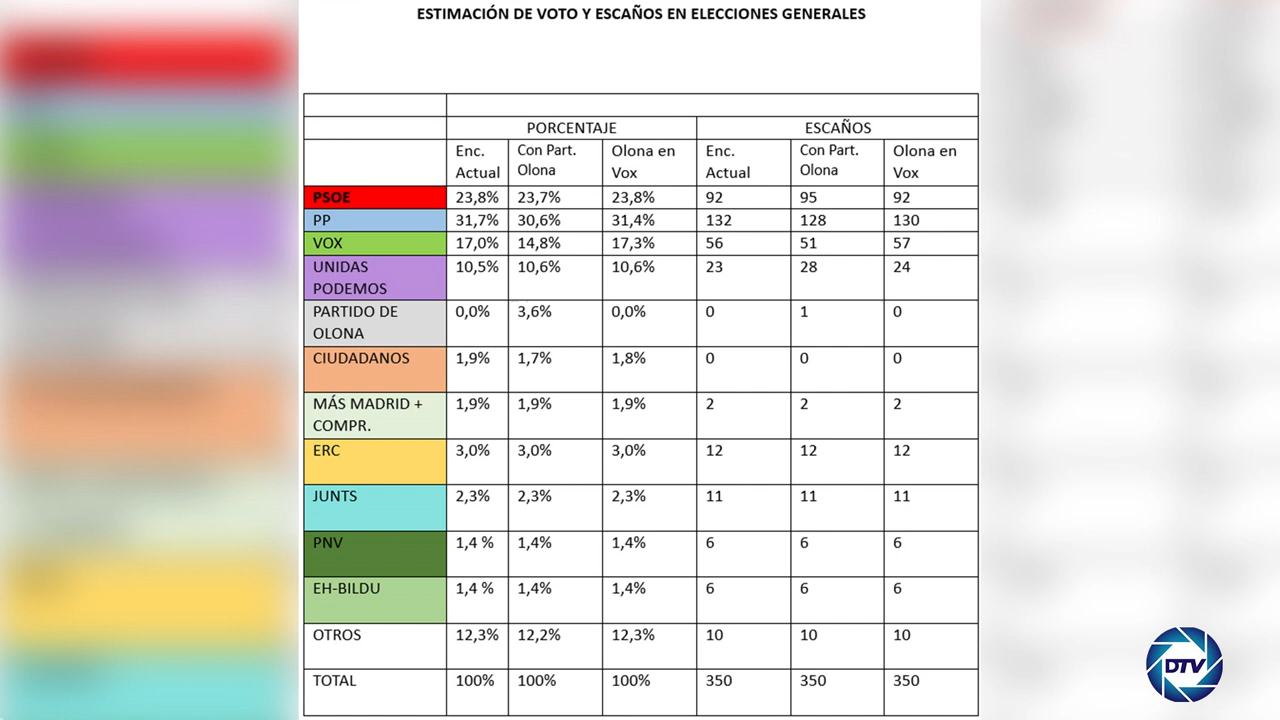 ESTIMACIÓN DE VOTO Y ESCAÑOS EN ELECCIONES GENERALES
PORCENTAJE ESCAÑOS
Enc. Actual Con Part. Olona Olona en Vox Enc. Actual Con Part. Olona Olona en Vox
PSOE 23,8% 23,7% 23,8% 92 95 92
PP 31,7% 30,6% 31,4% 132 128 130
VOX 17,0% 14,8% 17,3% 56 51 57
UNIDAS PODEMOS 10,5% 10,6% 10,6% 23 28 24
PARTIDO DE OLONA 0,0% 3,6% 0,0% 0 1 0
CIUDADANOS 1,9% 1,7% 1,8% 0 0 0
MÁS MADRID + COMPR. 1,9% 1,9% 1,9% 2 2 2
ERC 3,0% 3,0% 3,0% 12 12 12
JUNTS 2,3% 2,3% 2,3% 11 11 11
PNV 1,4 % 1,4% 1,4% 6 6 6
EH-BILDU 1,4 % 1,4% 1,4% 6 6 6
OTROS 12,3% 12,2% 12,3% 10 10 10
TOTAL 100% 100% 100% 350 350 350
DTV